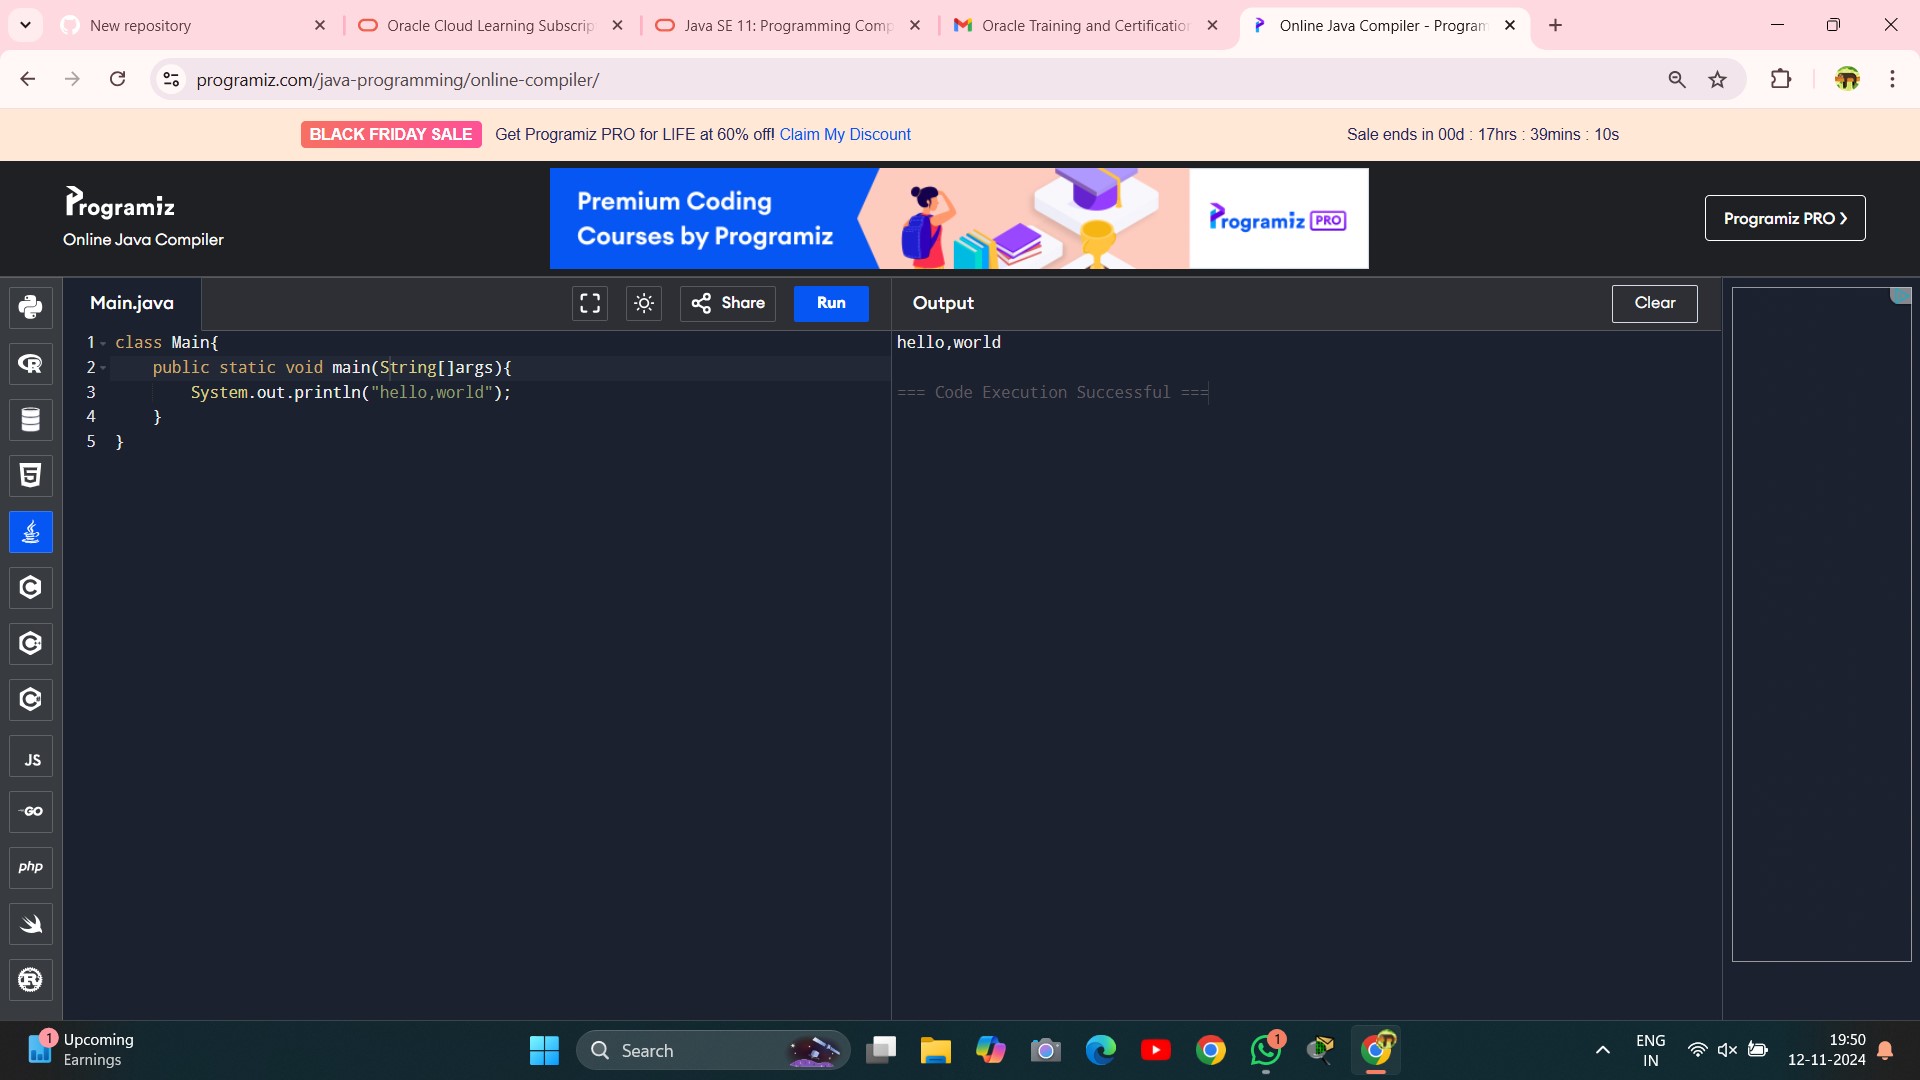 New repository
Oracle Cloud Learning Subscrip
Java SE 11: Programming Comp
Oracle Training and Certification
Online Java Compiler - Program
programiz.com/java-programming/online-compiler/
BLACK FRIDAY SALE Get Programiz PRO for LIFE at 60% off! Claim My Discount
Sale ends in 00d : 17hrs : 39mins : 10s
Programiz
Online Java Compiler
Premium Coding
Courses by Programiz
Programiz PRO
Programiz PRO
Main.java
Share
Run
Output
Clear
1 class Main{
2 public static void main(String[]args){
3 System.out.println("hello,world");
4 }
5 }
hello,world
=== Code Execution Successful ===
JS
GO
php
1
Upcoming
Earnings
Search
1
ENG
IN
19:50
12-11-2024